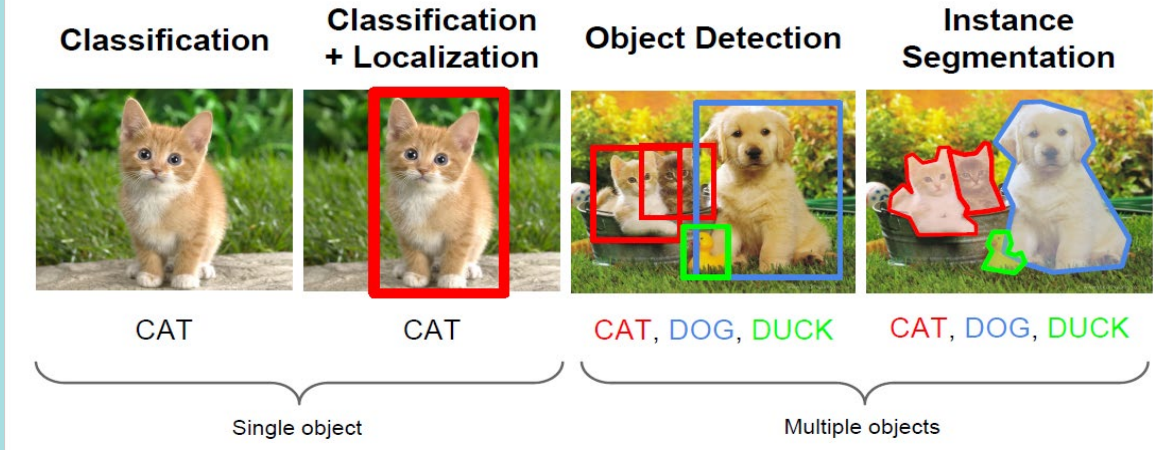 Classification
Classification
+ Localization
Object Detection
Instance
Segmentation
CAT
CAT
CAT, DOG, DUCK
CAT, DOG, DUCK
Single object
Multiple objects